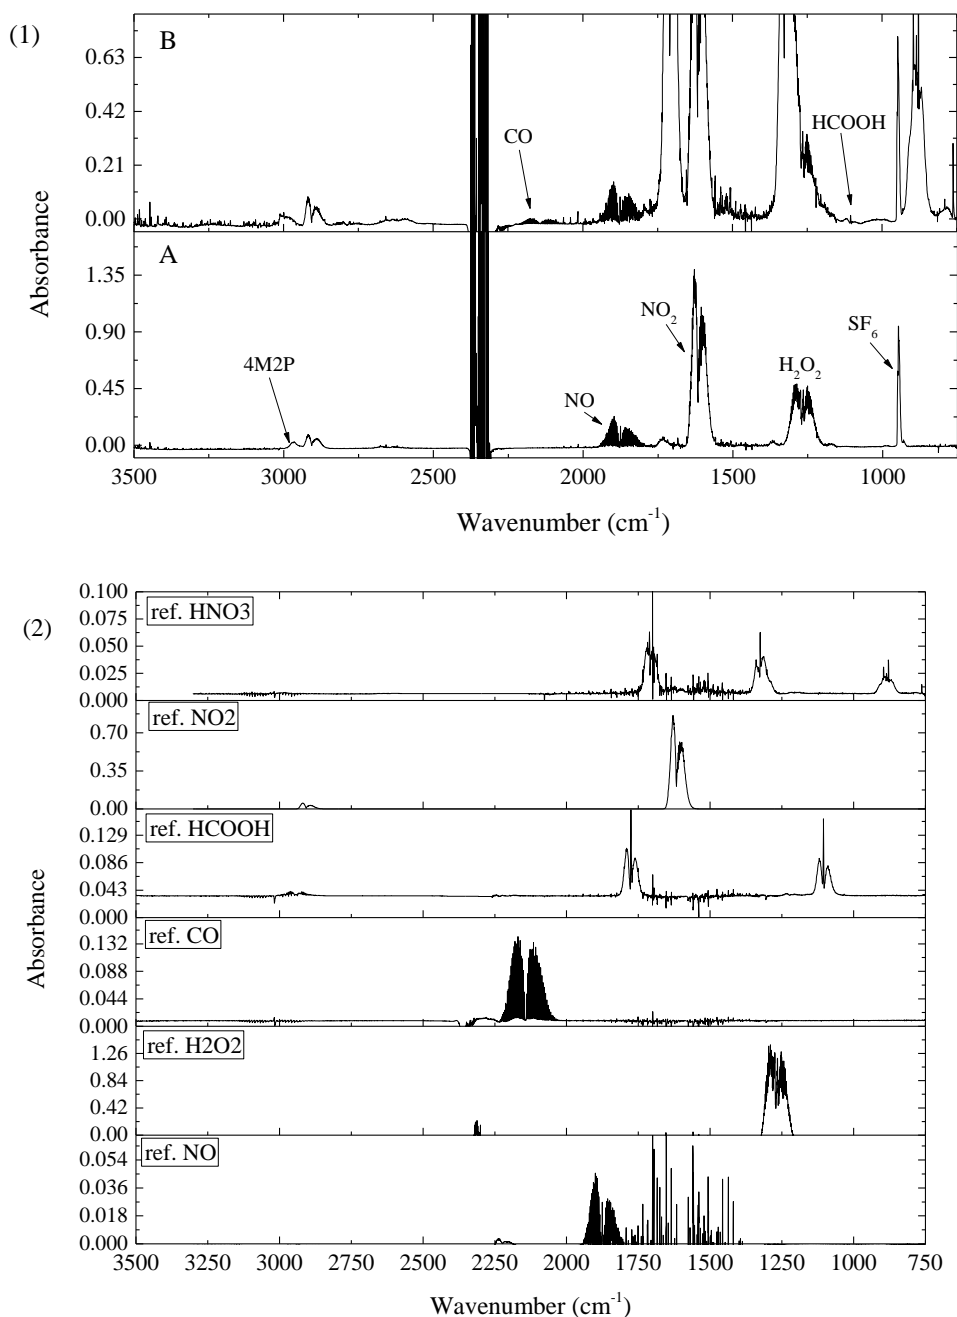 (1)
B
0.63
0.42
0.21
0.00
CO
HCOOH
A
1.35
0.90
0.45
0.00
4M2P
NO
NO2
H2O2
SF6
Absorbance
3500 3000 2500 2000 1500 1000
Wavenumber (cm-1)
(2)
ref. HNO3
0.100
0.075
0.050
0.025
0.000
ref. NO2
0.70
0.35
0.00
ref. HCOOH
0.129
0.086
0.043
0.000
ref. CO
0.132
0.088
0.044
0.000
ref. H2O2
1.26
0.84
0.42
0.00
ref. NO
0.054
0.036
0.018
0.000
Absorbance
3500 3250 3000 2750 2500 2250 2000 1750 1500 1250 1000 750
Wavenumber (cm-1)